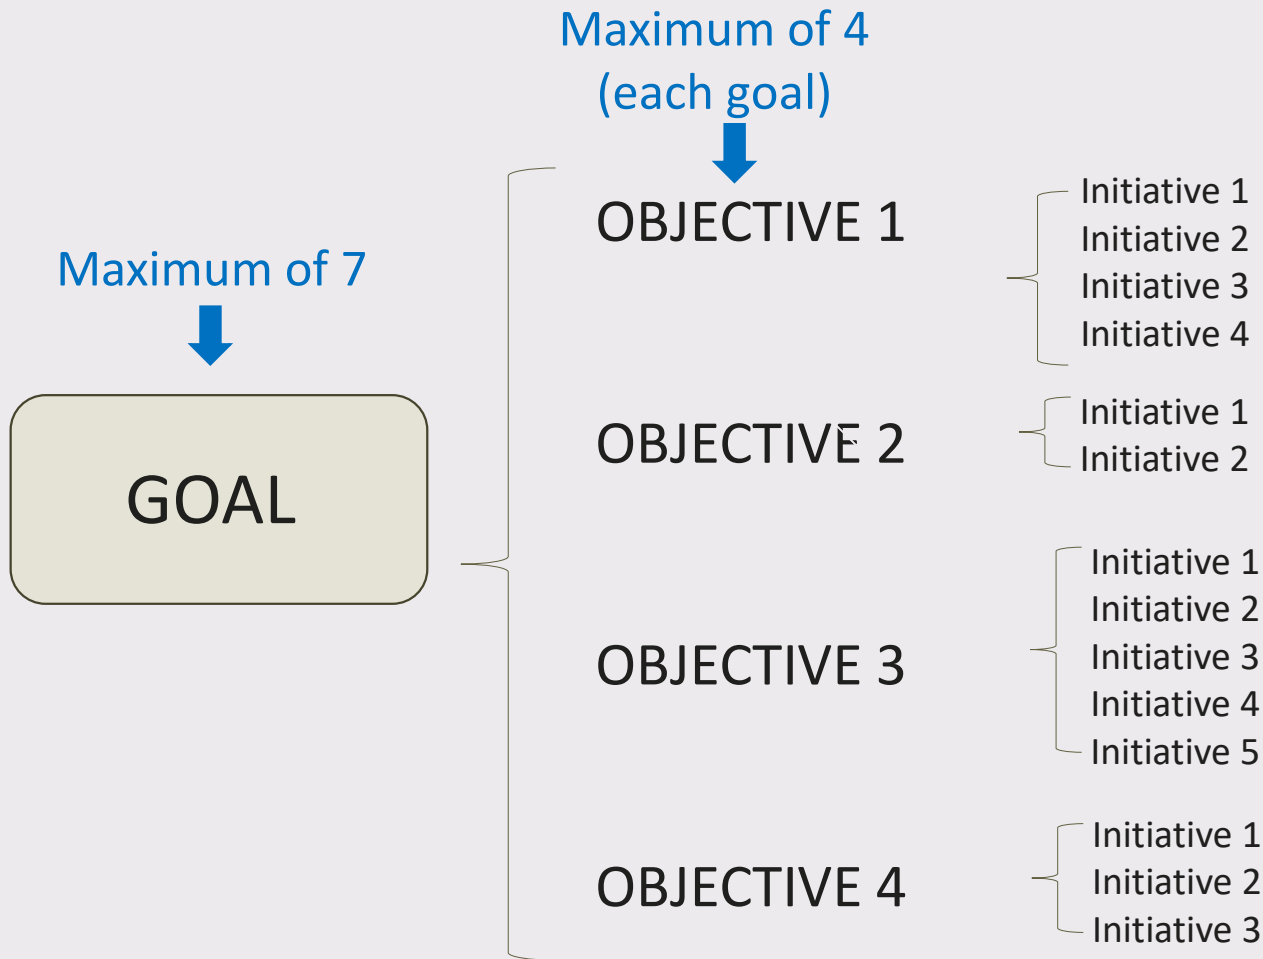 Maximum of 4
(each goal)
Maximum of 7
GOAL
OBJECTIVE 1
Initiative 1
Initiative 2
Initiative 3
Initiative 4
OBJECTIVE 2
Initiative 1
Initiative 2
OBJECTIVE 3
Initiative 1
Initiative 2
Initiative 3
Initiative 4
Initiative 5
OBJECTIVE 4
Initiative 1
Initiative 2
Initiative 3